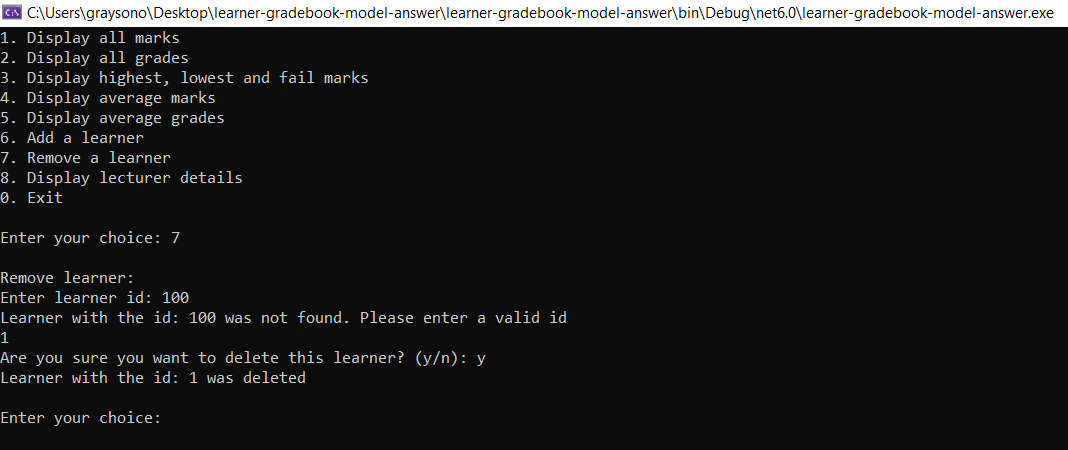 C:\Users\graysono\Desktop\learner-gradebook-model-answer\learner-gradebook-model-answer\bin\Debug\net6.0\learner-gradebook-model-answer.exe
1. Display all marks
2. Display all grades
3. Display highest, lowest and fail marks
4. Display average marks
5. Display average grades
6. Add a learner
7. Remove a learner
8. Display lecturer details
0. Exit
Enter your choice: 7
Remove learner:
Enter learner id: 100
Learner with the id: 100 was not found. Please enter a valid id
1
Are you sure you want to delete this learner? (y/n): y
Learner with the id: 1 was deleted
Enter your choice: